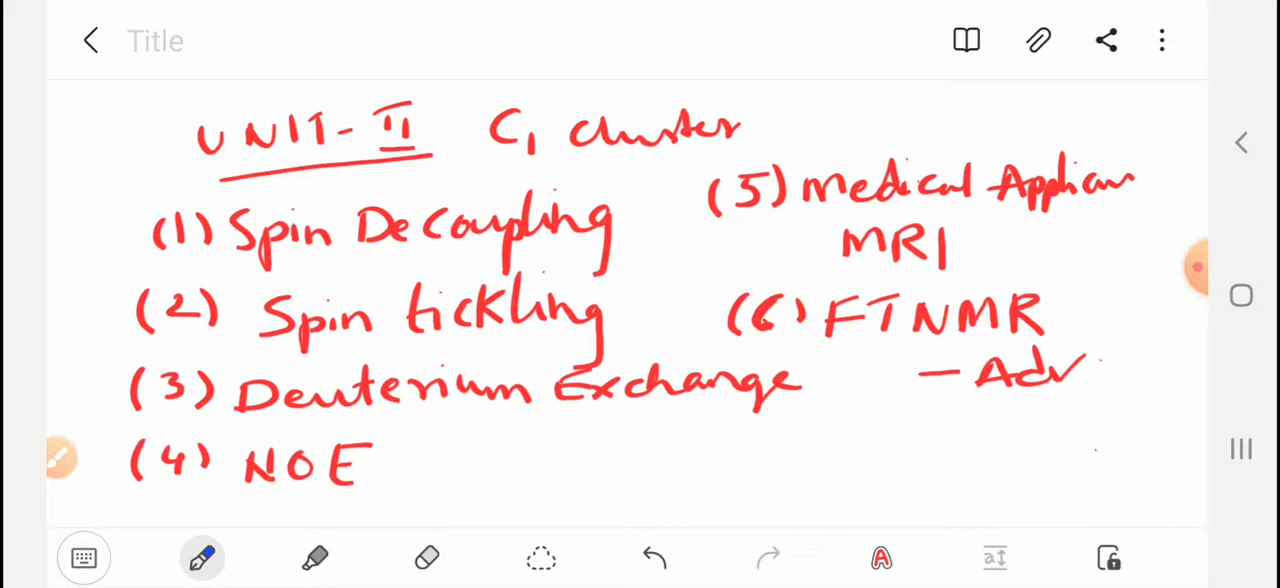 Title
UNIT-II C1 cluster
(1) Spin Decoupling
(2) Spin tickling
(3) Deuterium Exchange
(4) NOE
(5) Medical
MRI
(6) FTNMR
- Adv